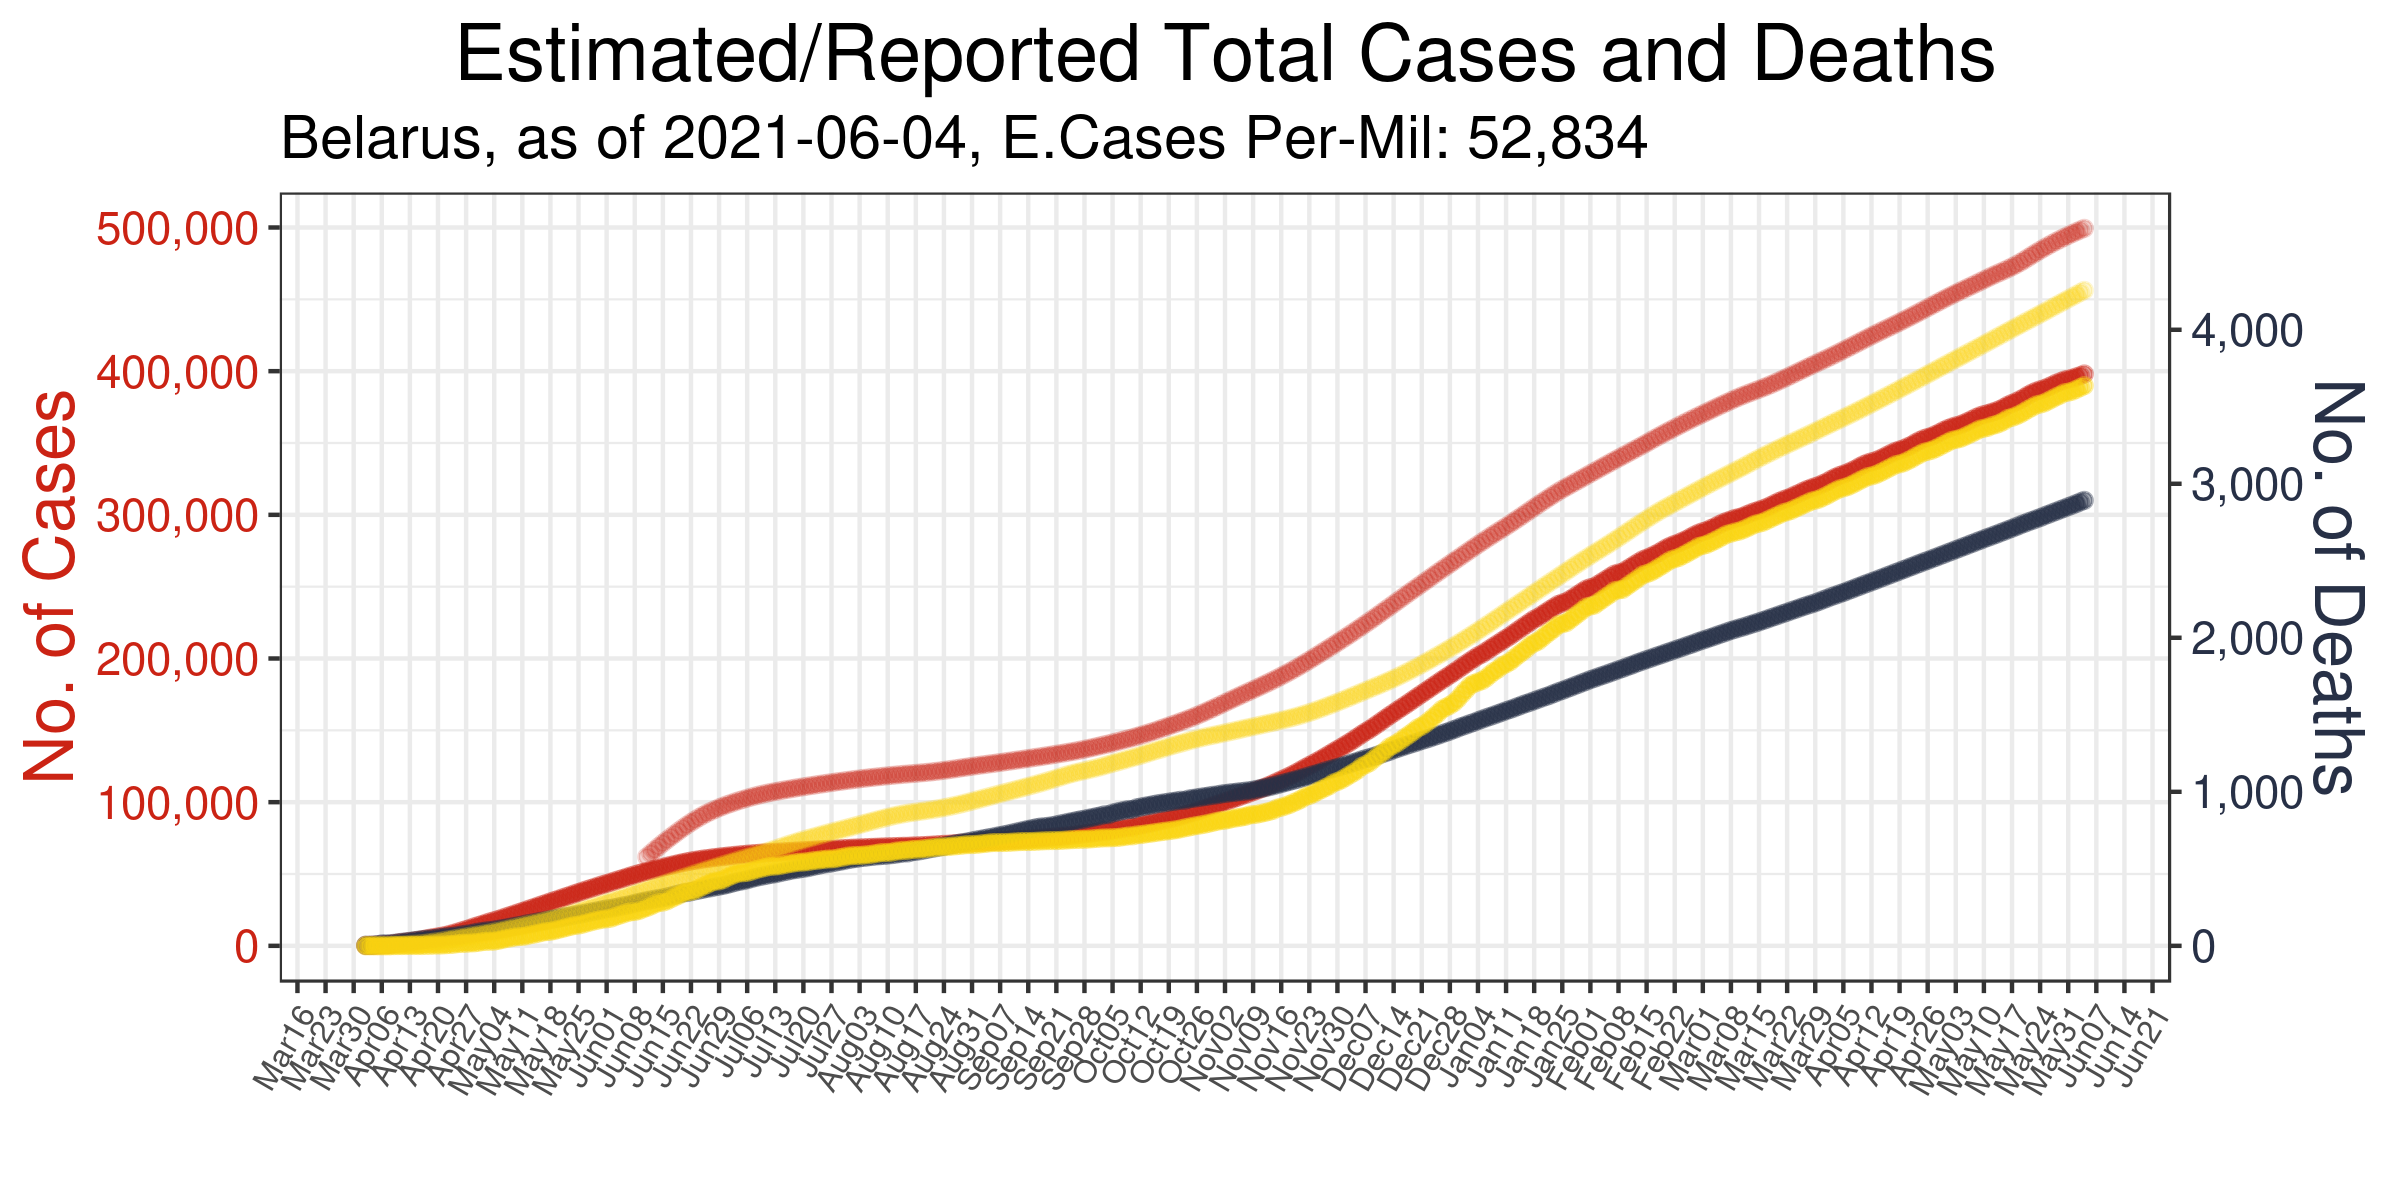 Estimated/Reported Total Cases and Deaths
Belarus, as of 2021-06-04, E.Cases Per-Mil: 52,834
No. of Cases
500,000
400,000
300,000
200,000
100,000
0
4,000
3,000
2,000
1,000
0
No. of Deaths
Mar16
Mar23
Mar30
Apr06
Apr13
Apr20
Apr27
May04
May11
May18
May25
Jun01
Jun08
Jun15
Jun22
Jun29
Jul06
Jul13
Jul20
Jul27
Aug03
Aug10
Aug17
Aug24
Aug31
Sep07
Sep14
Sep21
Sep28
Oct05
Oct12
Oct19
Oct26
Nov02
Nov09
Nov16
Nov23
Nov30
Dec07
Dec14
Dec21
Dec28
Jan04
Jan11
Jan18
Jan25
Feb01
Feb08
Feb15
Feb22
Mar01
Mar08
Mar15
Mar22
Mar29
Apr05
Apr12
Apr19
Apr26
May03
May10
May17
May24
May31
Jun07
Jun14
Jun21